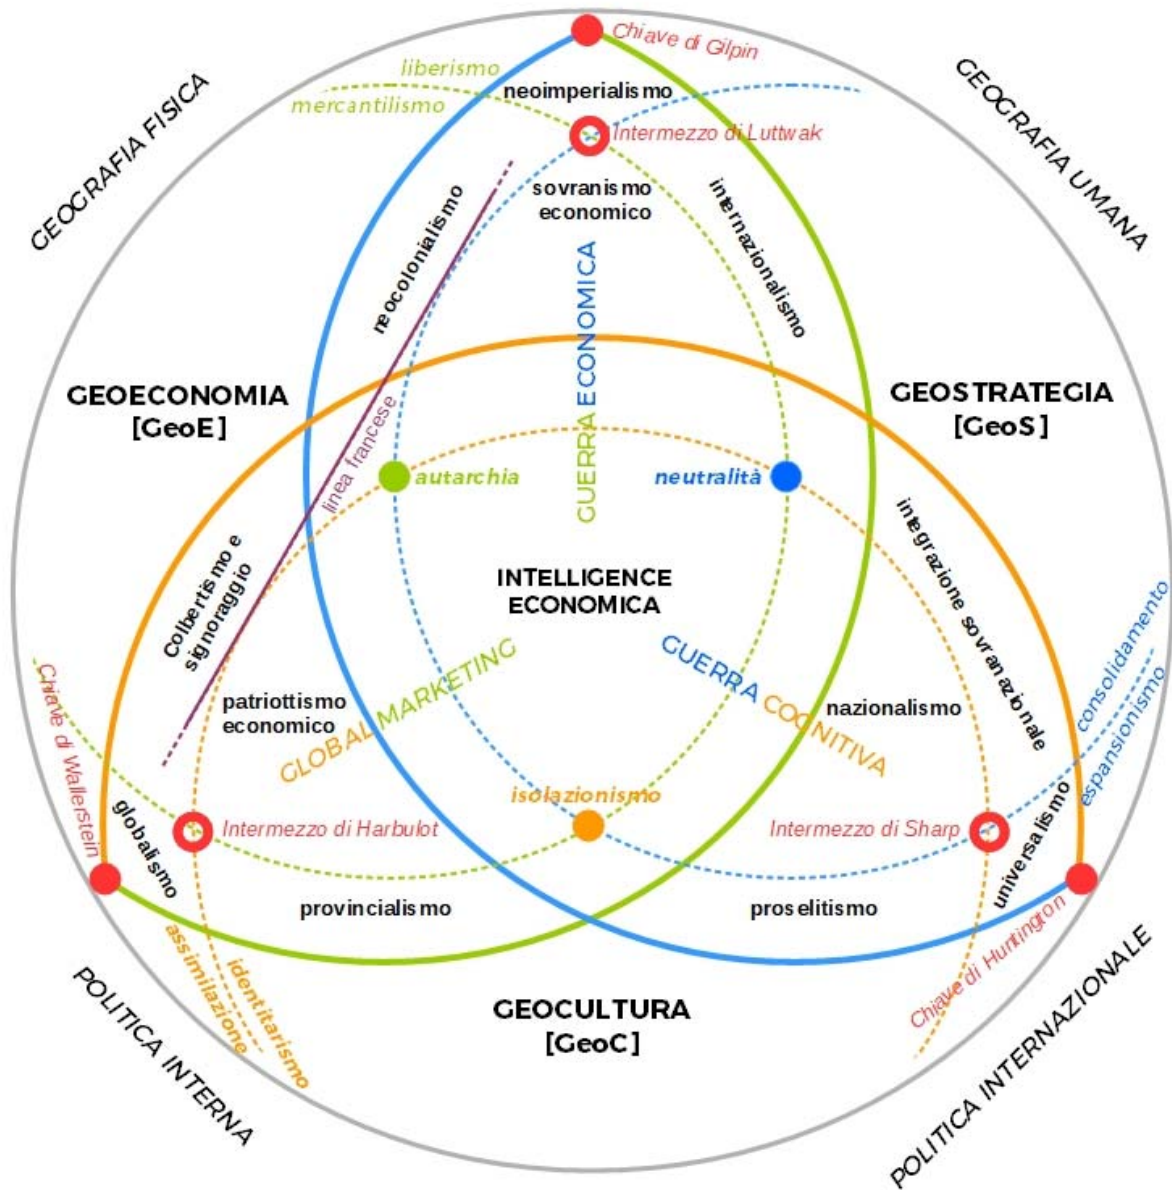 Chiave di Gilpin
liberismo
mercantilismo
neoimperialismo
Intermezzo di Luttwak
GEOGRAFIA FISICA
GEOGRAFIA UMANA
sovranismo
economico
neocolonialismo
internazionalismo
GUERRA ECONOMICA
GEOECONOMIA
[GeoE]
GEOSTRATEGIA
[GeoS]
linea francese
autarchia
neutralità
Colbertismo e
signoraggio
integrazione sovranazionale
INTELLIGENCE
ECONOMICA
consolidamento
espansionismo
GLOBAL MARKETING
GUERRA COGNITIVA
patriottismo
economico
nazionalismo
Chiave di Wallerstein
isolazionismo
globalismo
Intermezzo di Harbulot
Intermezzo di Sharp
universalismo
provincialismo
proselitismo
Chiave di Huntington
assimilazione
identitarismo
GEOCULTURA
[GeoC]
POLITICA INTERNA
POLITICA INTERNAZIONALE